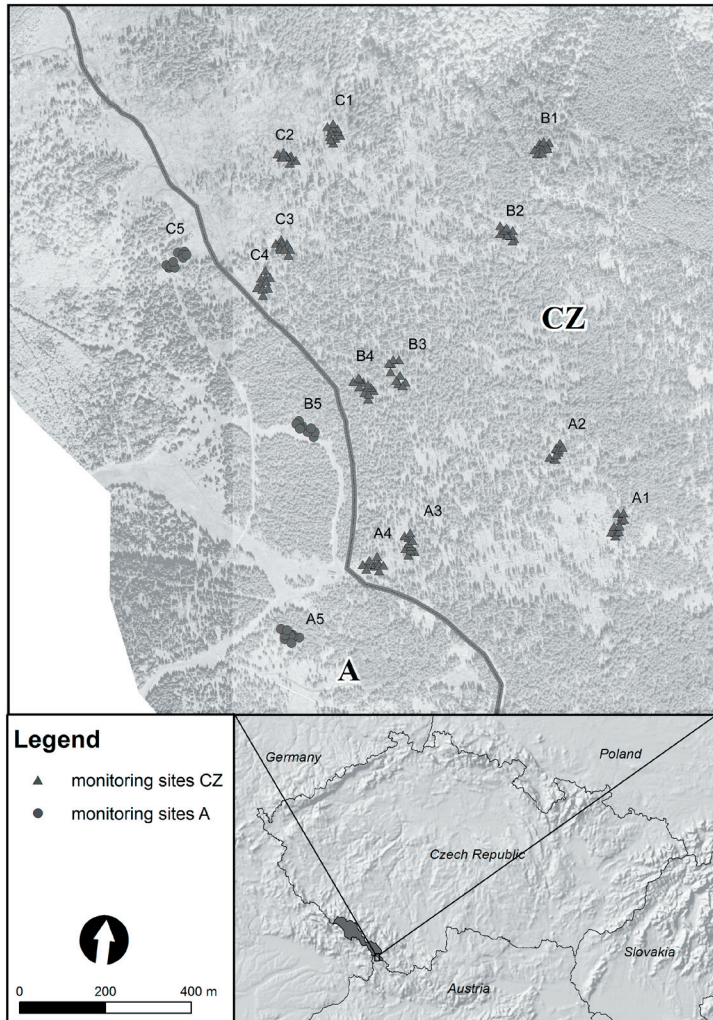 C1
B1
C2
B2
C3
C5
C4
CZ
B3
B4
B5
A2
A1
A3
A4
A5
A
Legend
monitoring sites CZ
monitoring sites A
0 200 400 m
Germany
Poland
Czech Republic
Slovakia
Austria